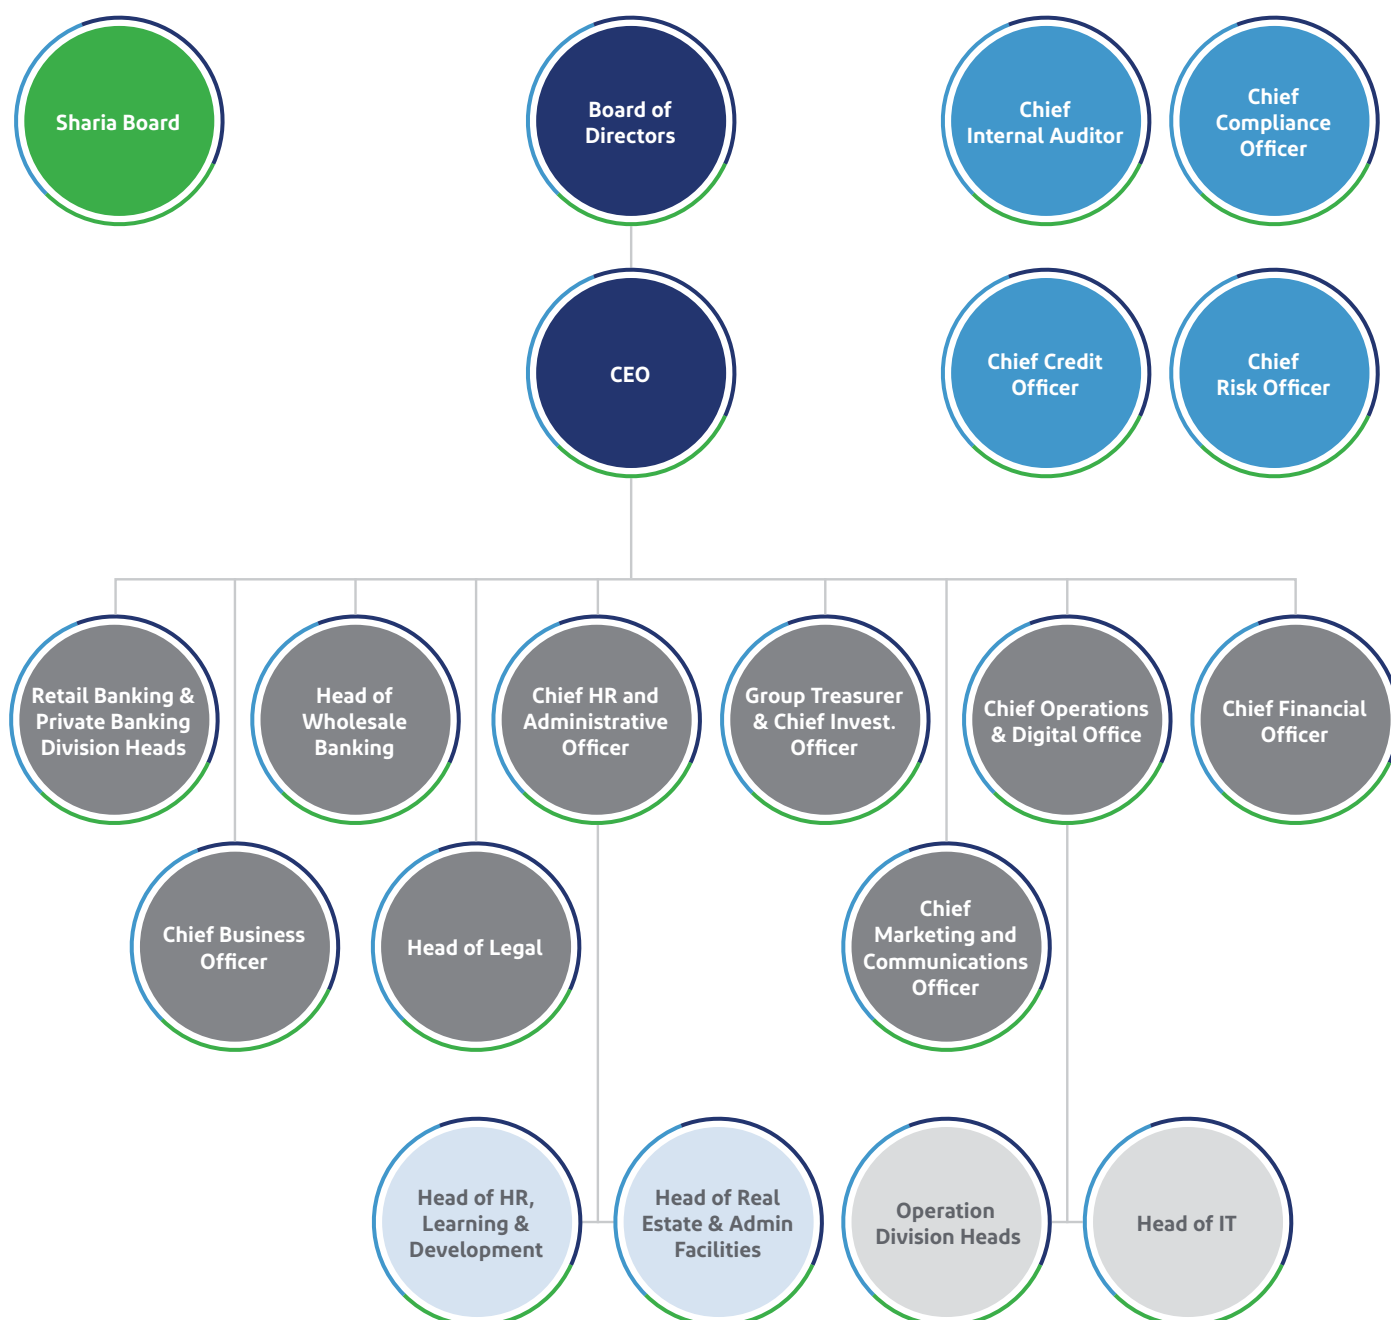 Sharia Board
Board of
Directors
Chief
Internal Auditor
Chief
Compliance
Officer
CEO
Chief Credit
Officer
Chief
Risk Officer
Retail Banking &
Private Banking
Division Heads
Head of
Wholesale
Banking
Chief HR and
Administrative
Officer
Group Treasurer
& Chief Invest.
Officer
Chief Operations
& Digital Office
Chief Financial
Officer
Chief Business
Officer
Head of Legal
Chief
Marketing and
Communications
Officer
Head of HR,
Learning &
Development
Head of Real
Estate & Admin
Facilities
Operation
Division Heads
Head of IT